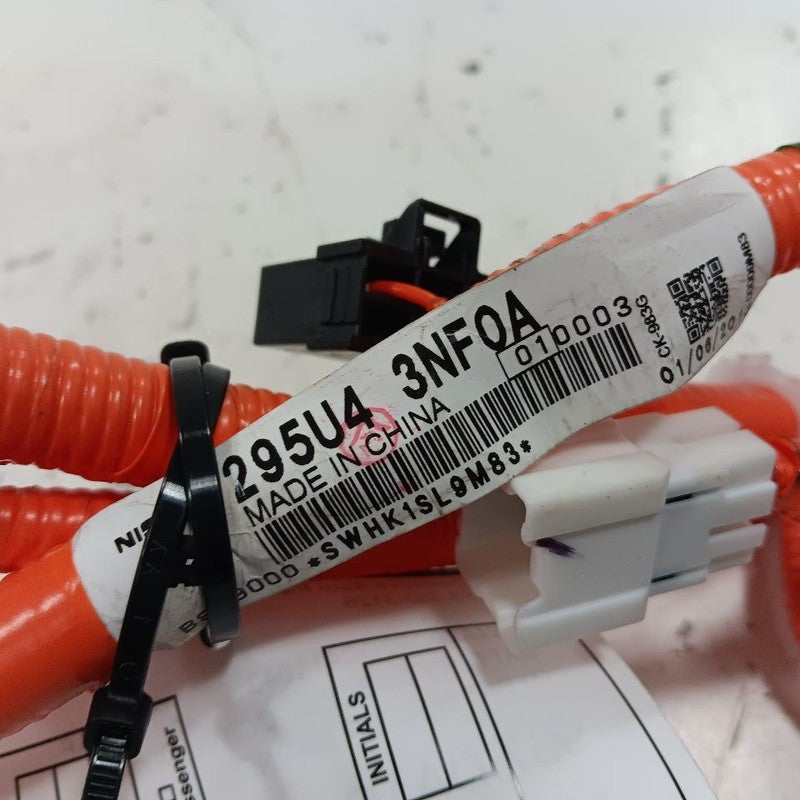 295U4 3NF0A
010003
MADE IN CHINA
*SWHK1SL9M83*
CK-983G
INITIALS